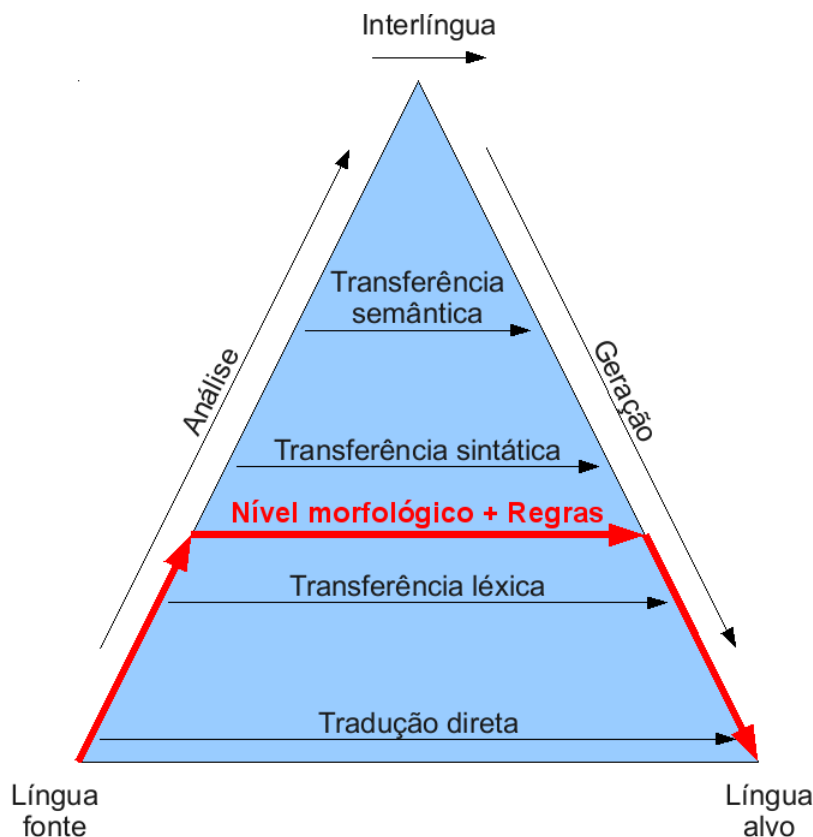 Interlíngua
Transferência
semântica
Análise
Geração
Transferência sintática
Nível morfológico + Regras
Transferência léxica
Tradução direta
Língua
fonte
Língua
alvo